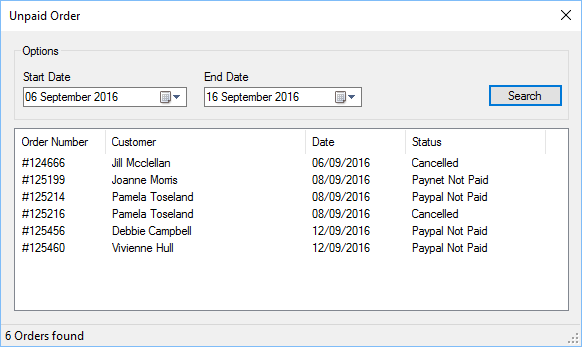 Unpaid Order
Options
Start Date End Date
06 September 2016 16 September 2016 Search
Order Number Customer Date Status
#124666 Jill Mcclellan 06/09/2016 Cancelled
#125199 Joanne Morris 08/09/2016 Paynet Not Paid
#125214 Pamela Toseland 08/09/2016 Paypal Not Paid
#125216 Pamela Toseland 08/09/2016 Cancelled
#125456 Debbie Campbell 12/09/2016 Paypal Not Paid
#125460 Vivienne Hull 12/09/2016 Paypal Not Paid
6 Orders found